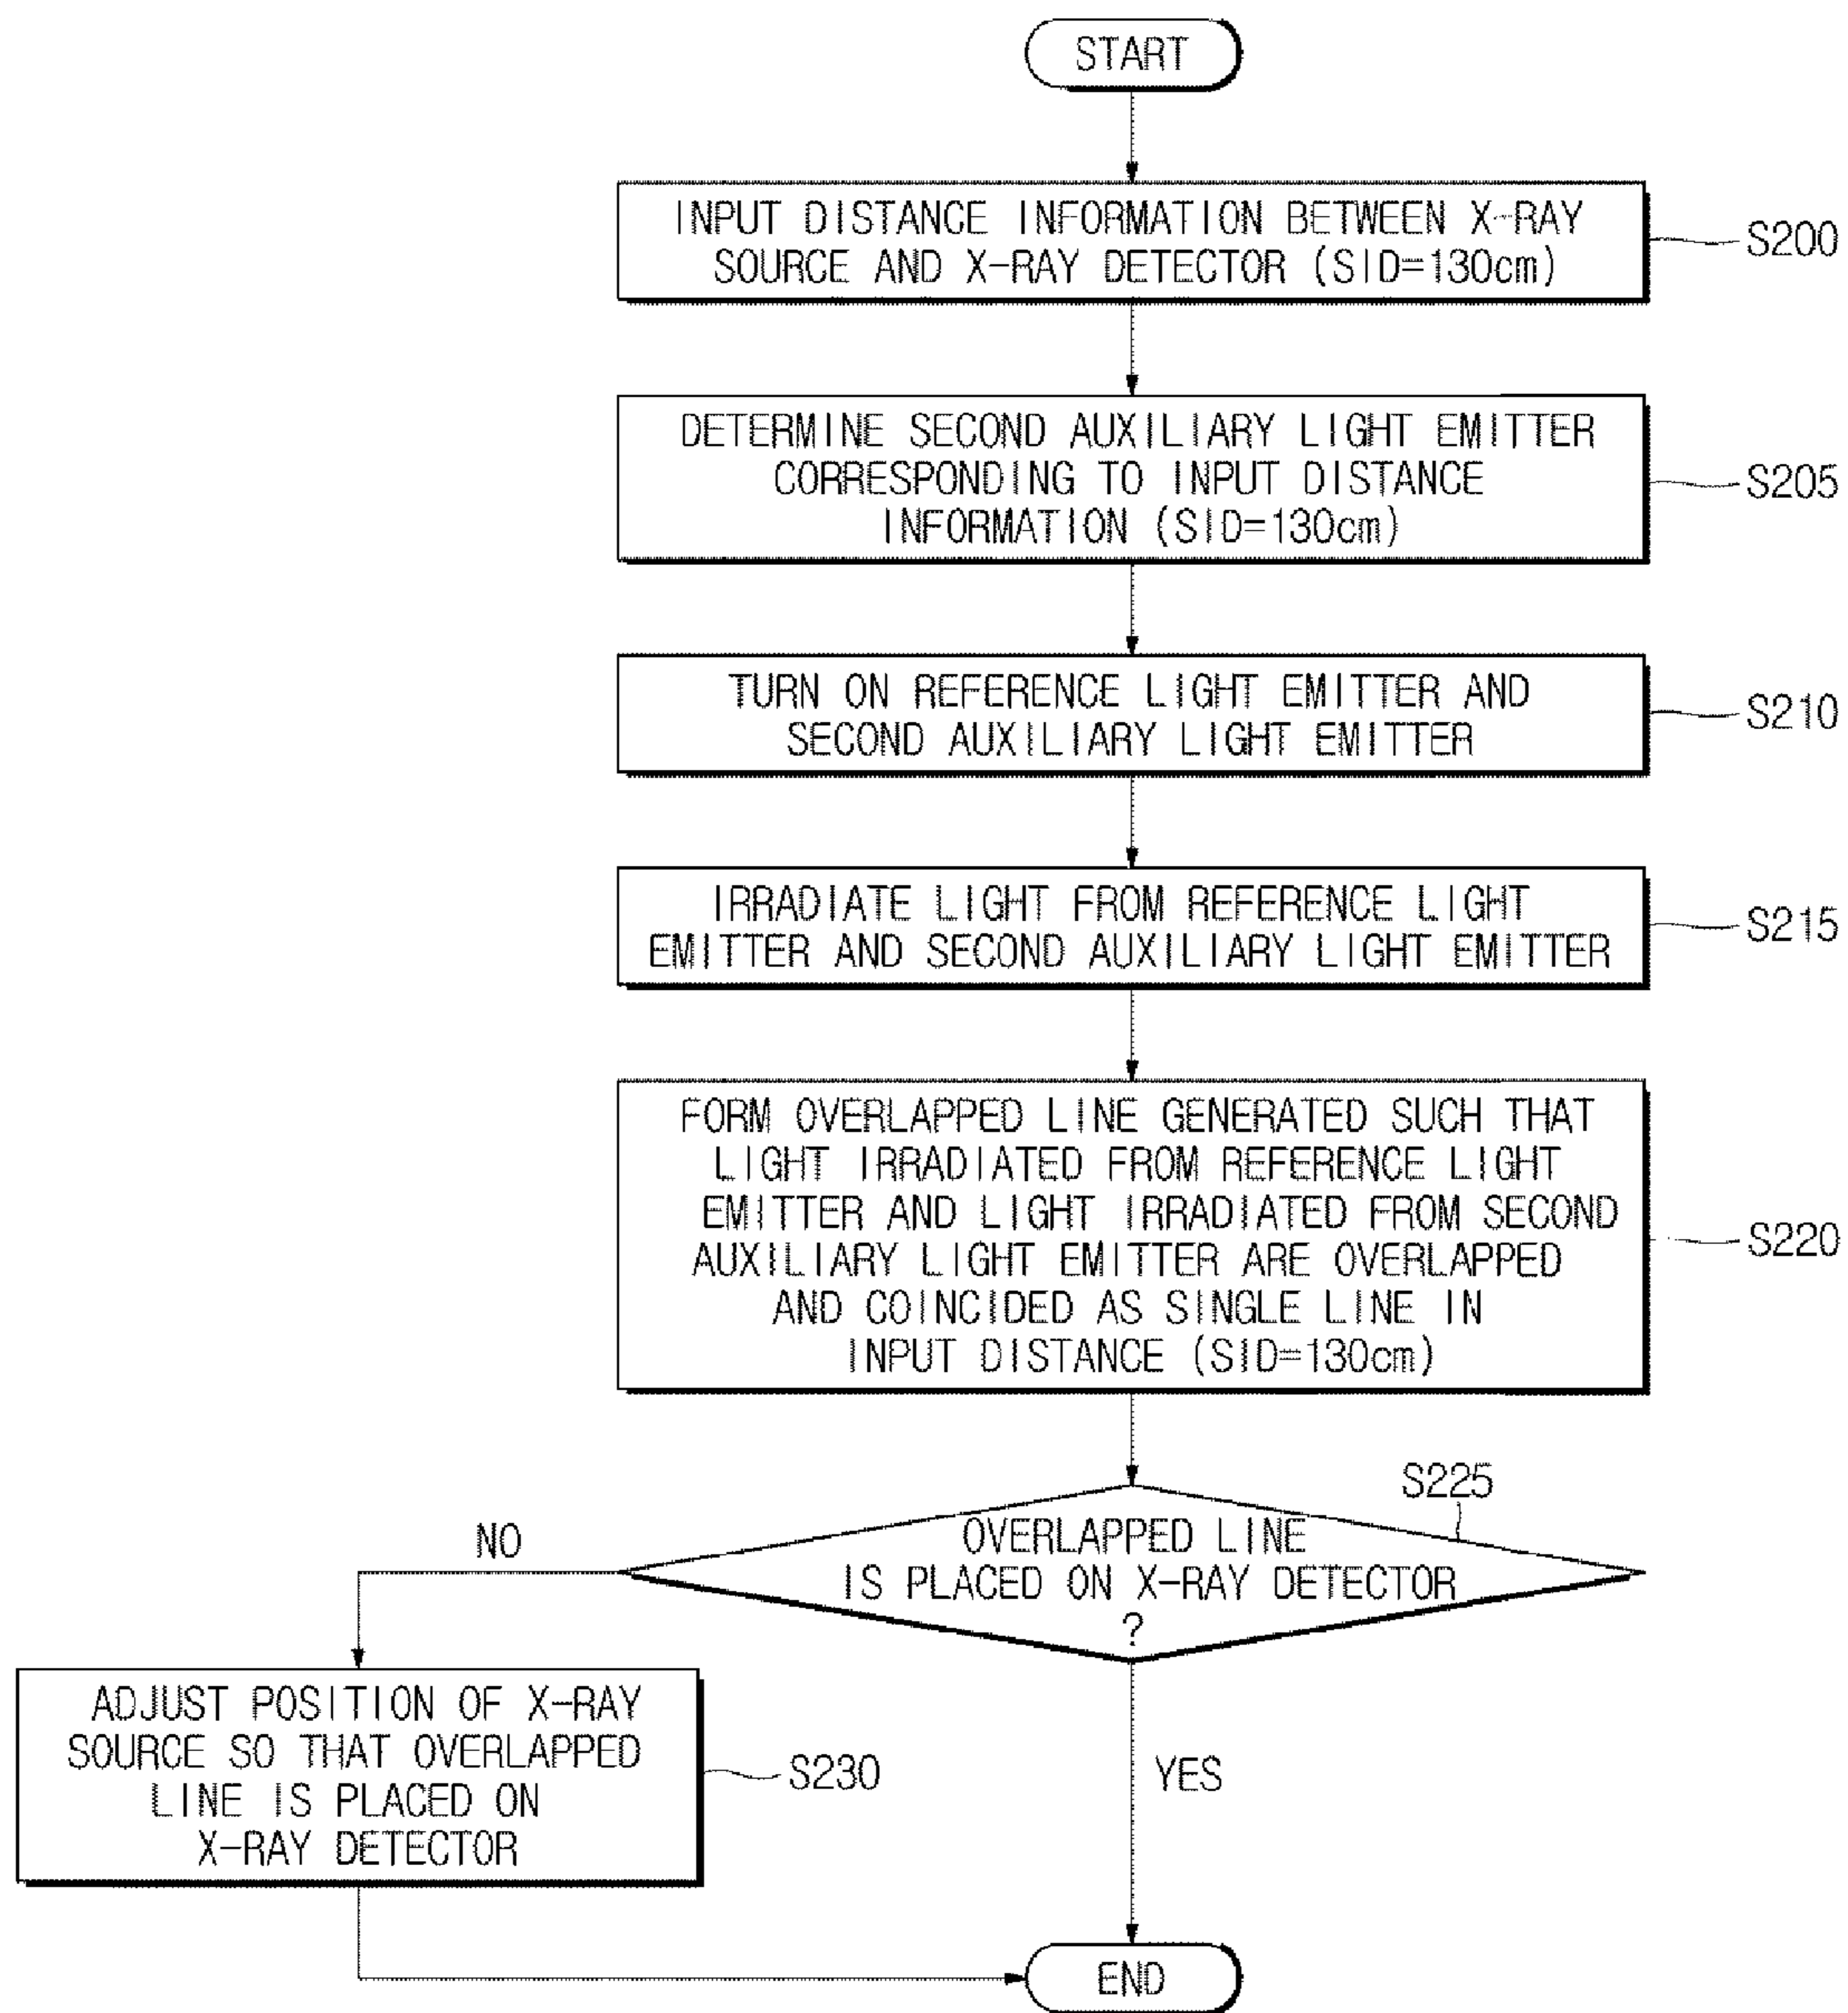 START
INPUT DISTANCE INFORMATION BETWEEN X-RAY
SOURCE AND X-RAY DETECTOR (SID=130cm)
S200
DETERMINE SECOND AUXILIARY LIGHT EMITTER
CORRESPONDING TO INPUT DISTANCE
INFORMATION (SID=130cm)
S205
TURN ON REFERENCE LIGHT EMITTER AND
SECOND AUXILIARY LIGHT EMITTER
S210
IRRADIATE LIGHT FROM REFERENCE LIGHT
EMITTER AND SECOND AUXILIARY LIGHT EMITTER
S215
FORM OVERLAPPED LINE GENERATED SUCH THAT
LIGHT IRRADIATED FROM REFERENCE LIGHT
EMITTER AND LIGHT IRRADIATED FROM SECOND
AUXILIARY LIGHT EMITTER ARE OVERLAPPED
AND COINCIDED AS SINGLE LINE IN
INPUT DISTANCE (SID=130cm)
S220
S225
OVERLAPPED LINE
IS PLACED ON X-RAY DETECTOR
?
NO
ADJUST POSITION OF X-RAY
SOURCE SO THAT OVERLAPPED
LINE IS PLACED ON
X-RAY DETECTOR
S230
YES
END